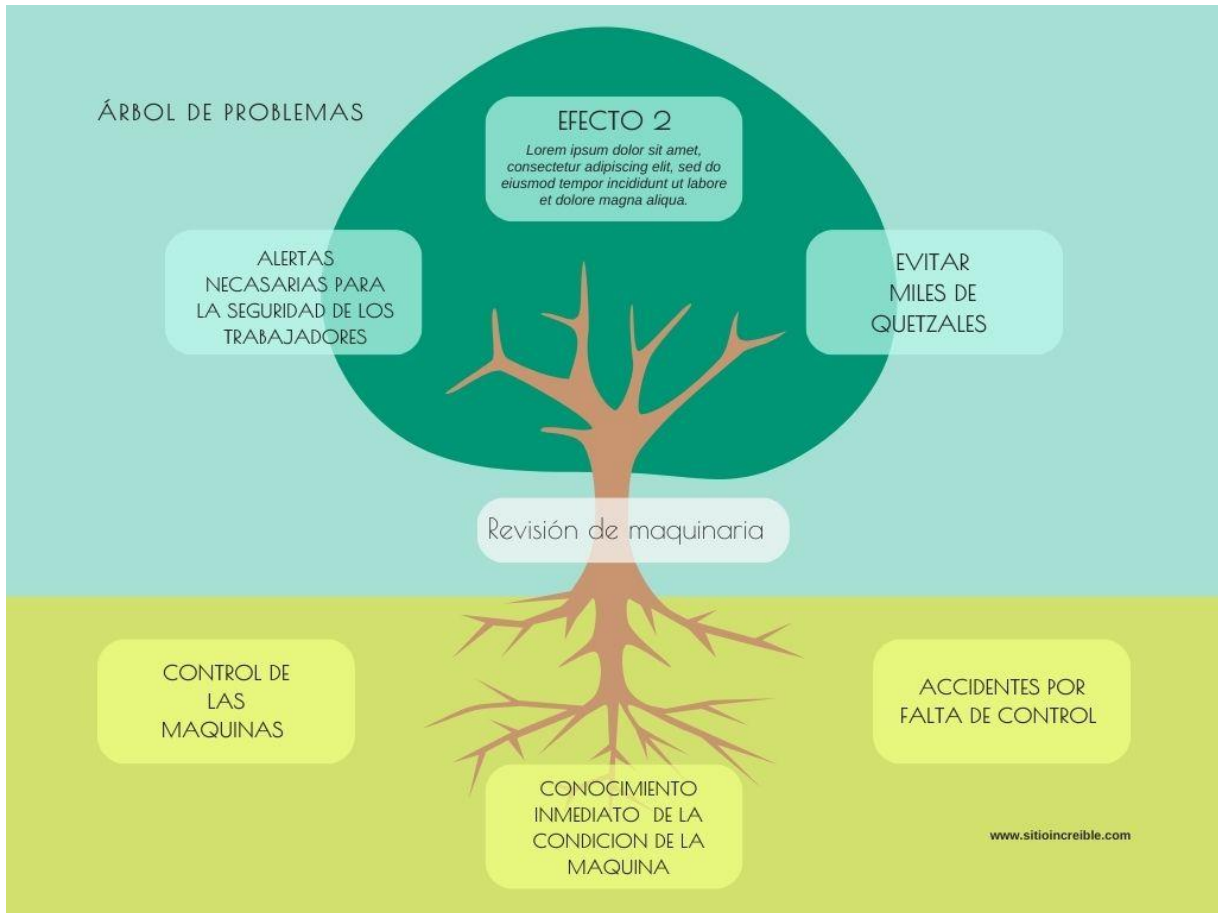 ÁRBOL DE PROBLEMAS
EFECTO 2
Lorem ipsum dolor sit amet,
consectetur adipiscing elit, sed do
eiusmod tempor incididunt ut labore
et dolore magna aliqua.
ALERTAS
NECASARIAS PARA
LA SEGURIDAD DE LOS
TRABAJADORES
EVITAR
MILES DE
QUETZALES
Revisión de maquinaria
CONTROL DE
LAS
MAQUINAS
ACCIDENTES POR
FALTA DE CONTROL
CONOCIMIENTO
INMEDIATO DE LA
CONDICION DE LA
MAQUINA
www.sitioincreible.com